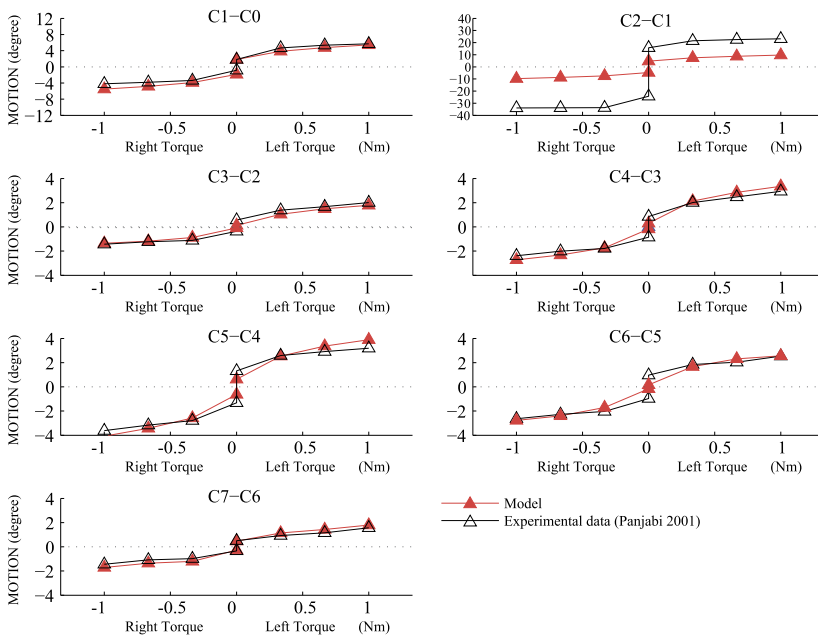 C1−C0
MOTION (degree)
12
8
4
0
−4
−8
−12
-1 -0.5 0 0.5 1
Right Torque Left Torque (Nm)
C2−C1
40
30
20
10
0
−10
−20
−30
−40
-1 -0.5 0 0.5 1
Right Torque Left Torque (Nm)
C3−C2
MOTION (degree)
4
2
0
−2
−4
-1 -0.5 0 0.5 1
Right Torque Left Torque (Nm)
C4−C3
4
2
0
−2
−4
-1 -0.5 0 0.5 1
Right Torque Left Torque (Nm)
C5−C4
MOTION (degree)
4
2
0
−2
−4
-1 -0.5 0 0.5 1
Right Torque Left Torque (Nm)
C6−C5
4
2
0
−2
−4
-1 -0.5 0 0.5 1
Right Torque Left Torque (Nm)
C7−C6
MOTION (degree)
4
2
0
−2
−4
-1 -0.5 0 0.5 1
Right Torque Left Torque (Nm)
Model
Experimental data (Panjabi 2001)